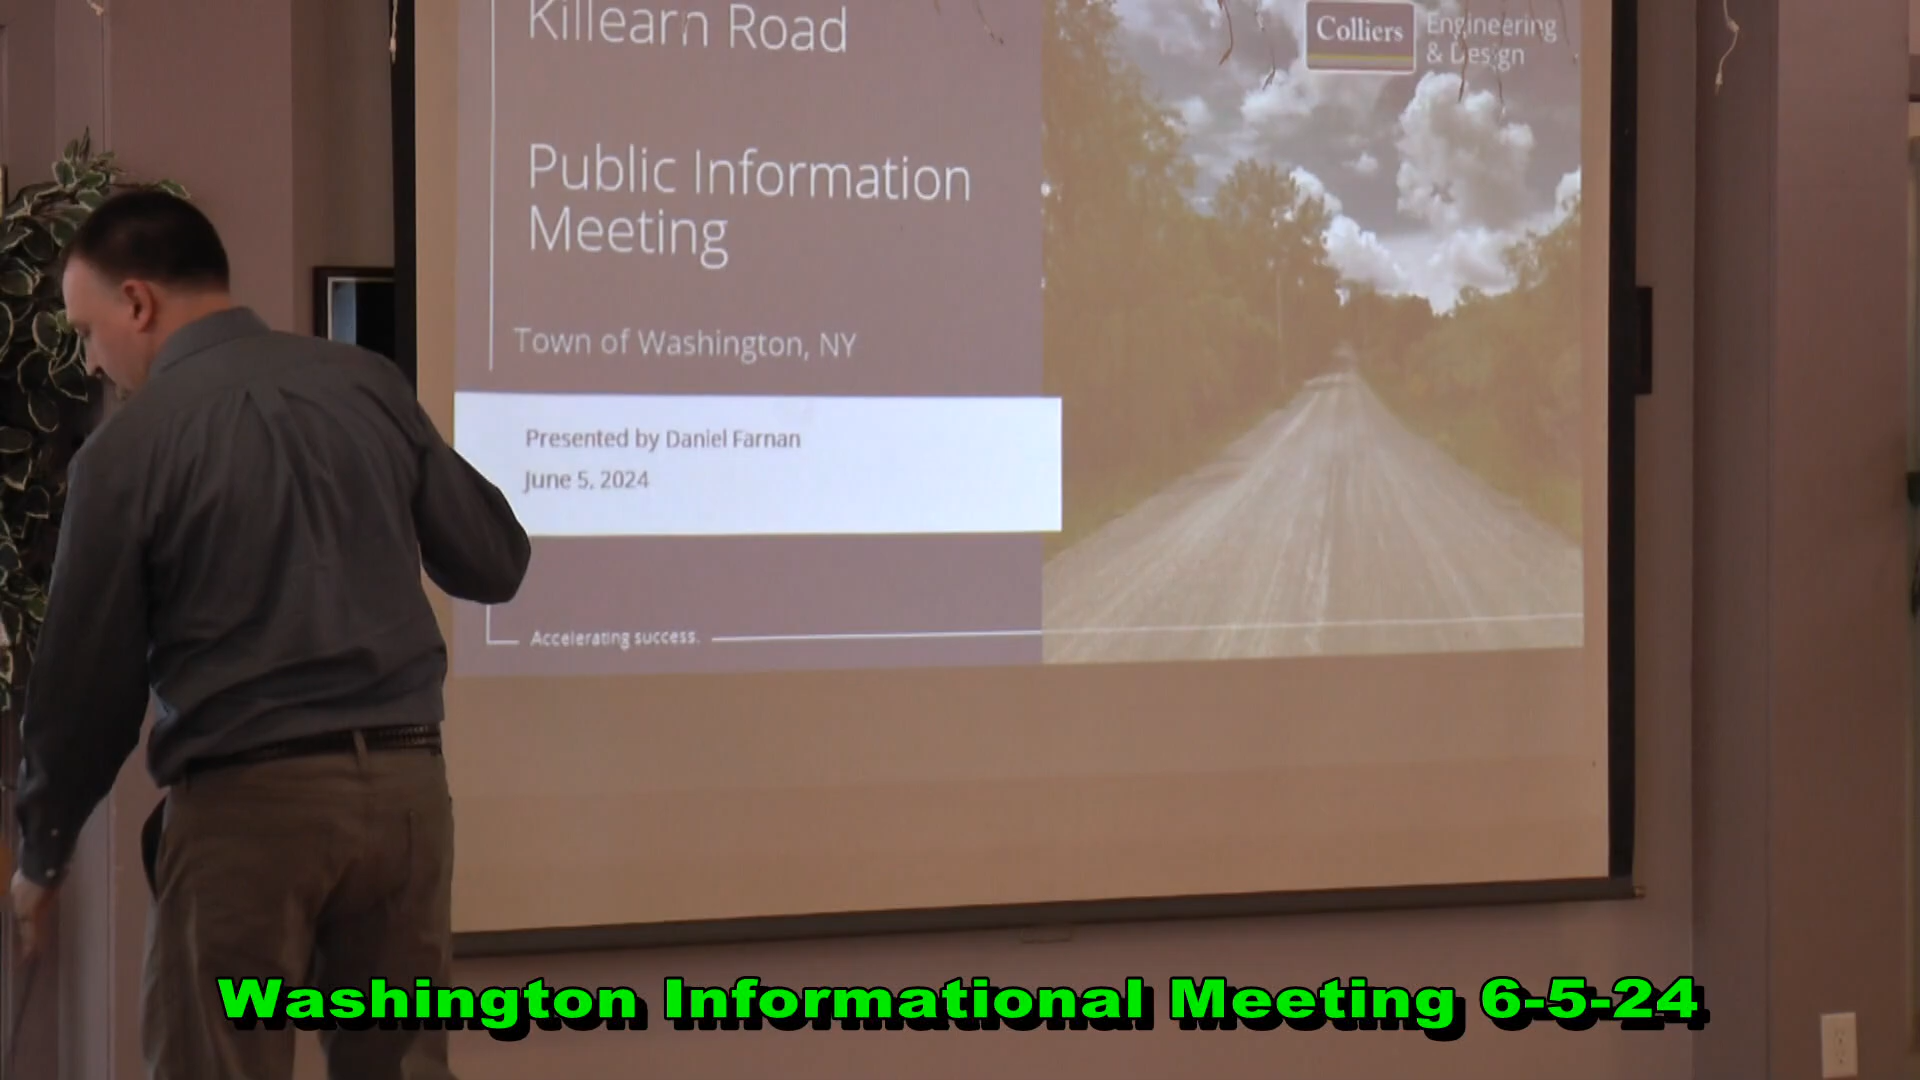 Killearn Road
Colliers
Engineering
& Design
Public Information
Meeting
Town of Washington, NY
Presented by Daniel Farnan
June 5, 2024
Accelerating success.
Washington Informational Meeting 6-5-24